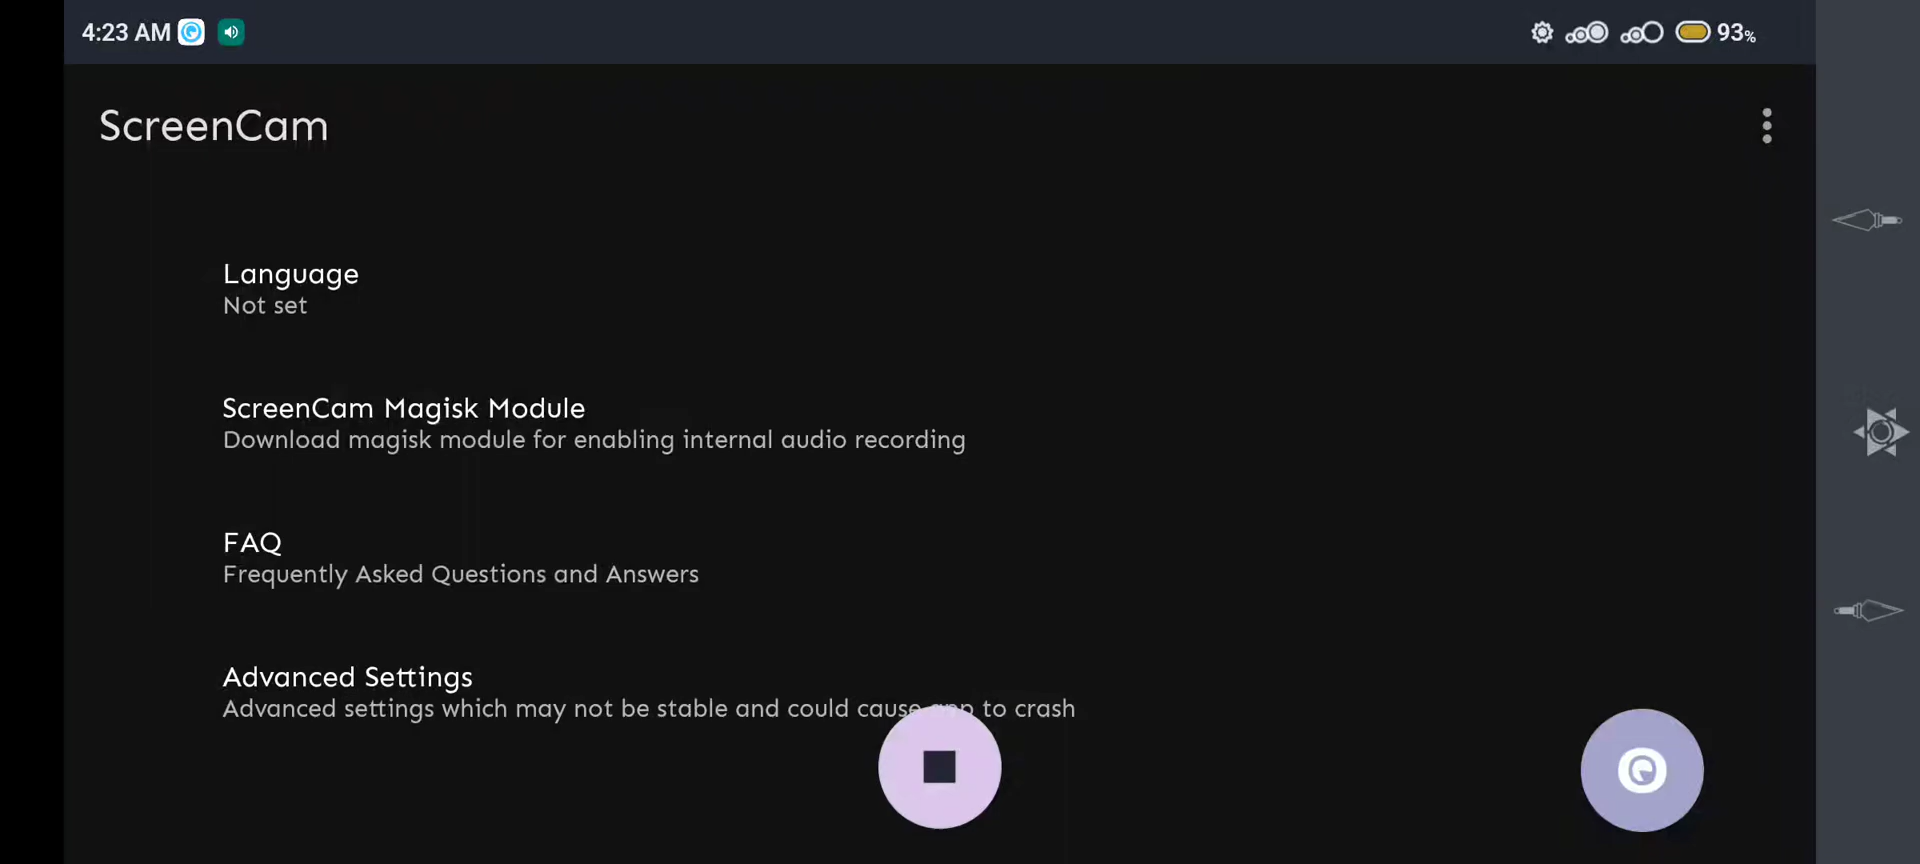 4:23 AM
93%
ScreenCam
Language
Not set
ScreenCam Magisk Module
Download magisk module for enabling internal audio recording
FAQ
Frequently Asked Questions and Answers
Advanced Settings
Advanced settings which may not be stable and could cause app to crash